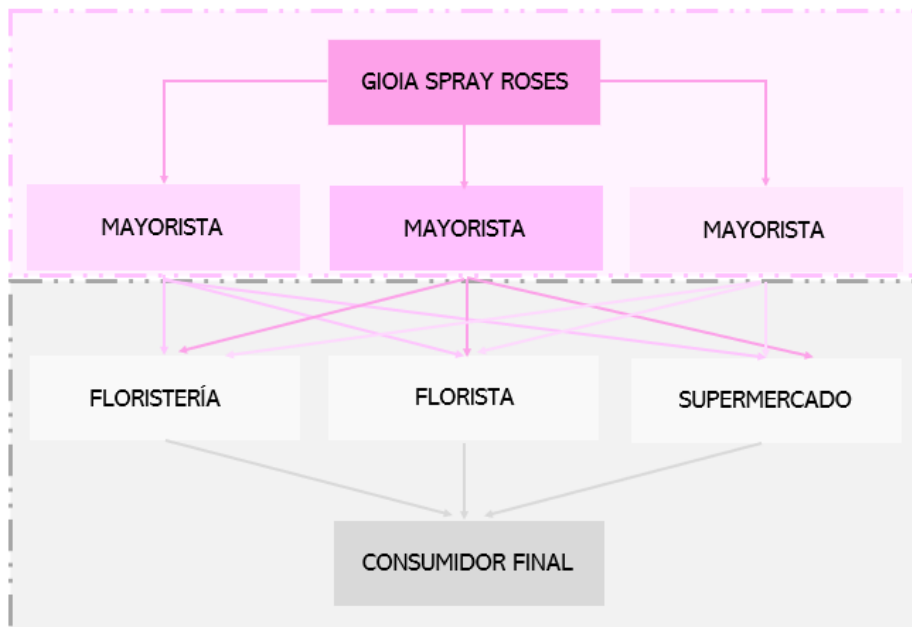 GIOIA SPRAY ROSES
MAYORISTA
MAYORISTA
MAYORISTA
FLORISTERÍA
FLORISTA
SUPERMERCADO
CONSUMIDOR FINAL